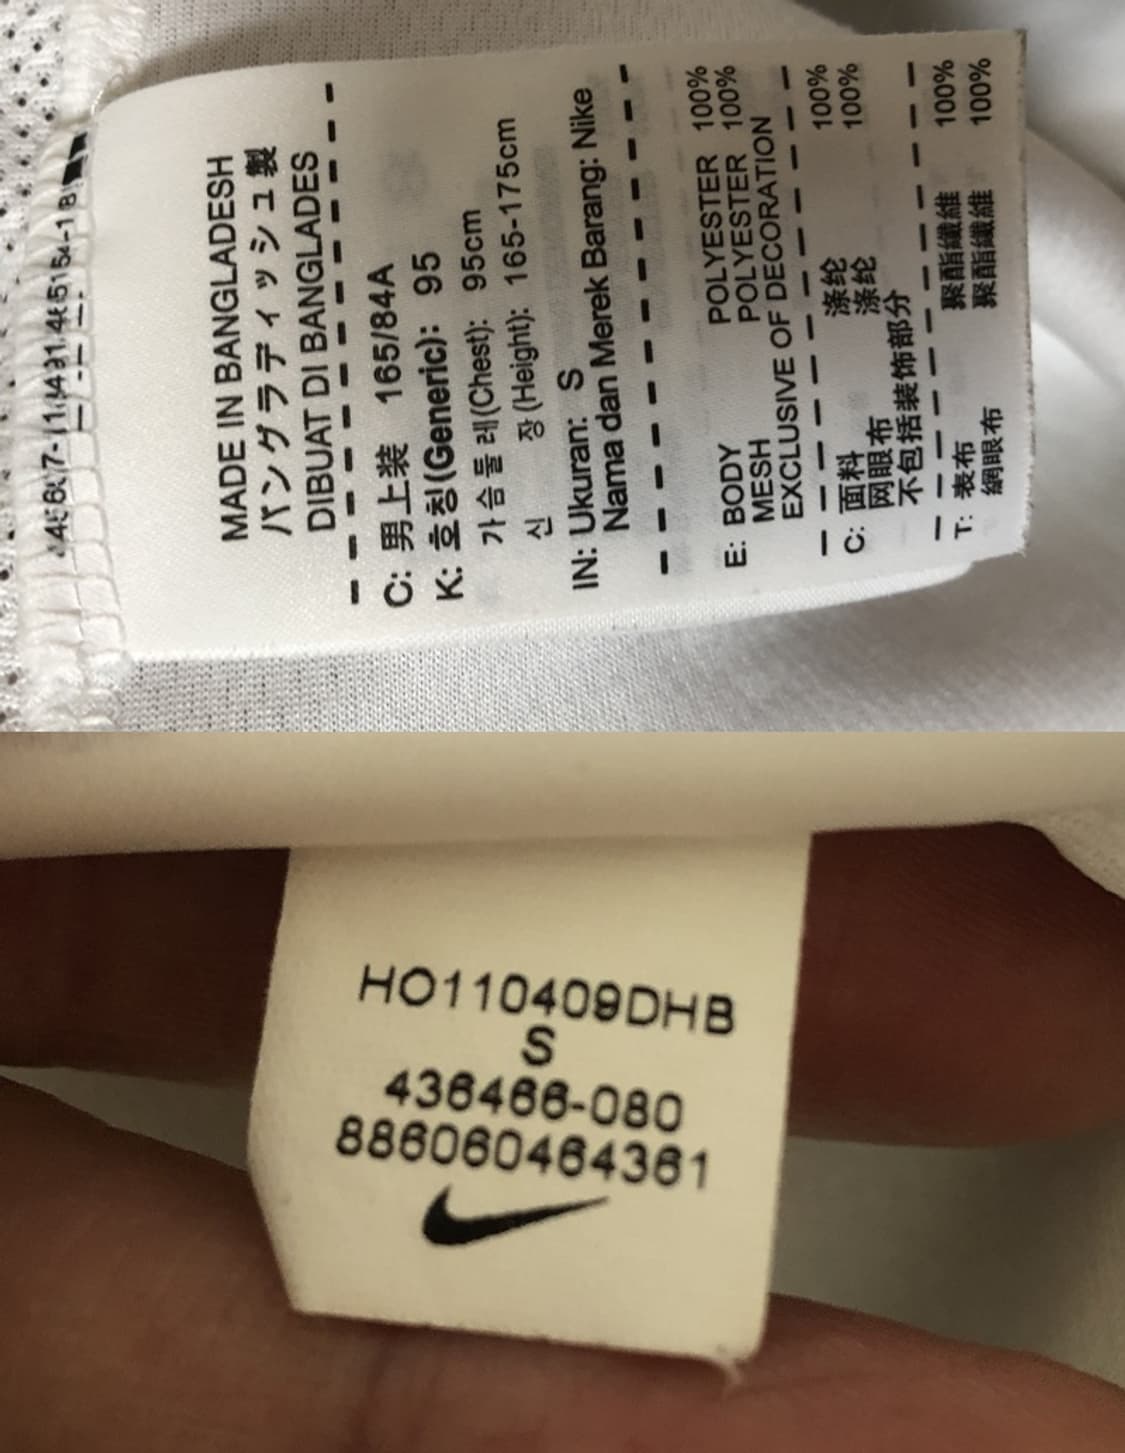 MADE IN BANGLADESH
バングラディッシュ製
DIBUAT DI BANGLADES
C: 男上装 165/84A
K: 호칭(Generic): 95
가슴둘레(Chest): 95cm
신 장 (Height): 165-175cm
IN: Ukuran: S
Nama dan Merek Barang: Nike
E: BODY POLYESTER 100%
MESH POLYESTER 100%
EXCLUSIVE OF DECORATION
C: 面料 涤纶 100%
网眼布 涤纶 100%
不包括装饰部分
T: 表布 聚酯纖維 100%
網眼布 聚酯纖維 100%
HO110409DHB
S
436466-080
886060464361